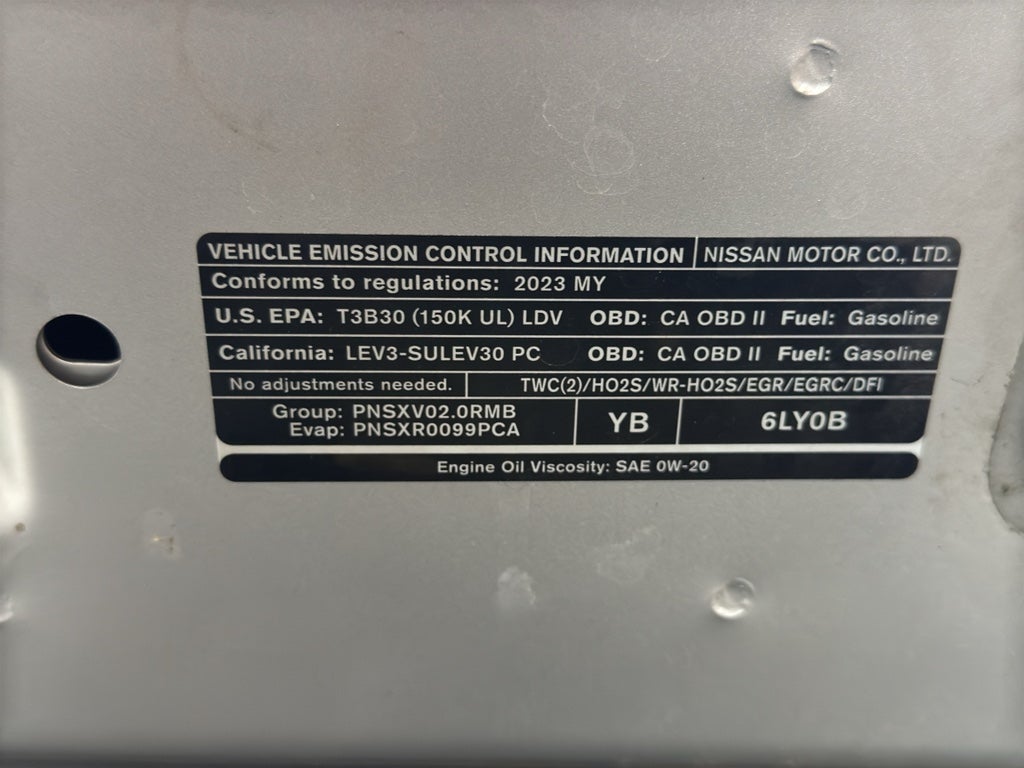 VEHICLE EMISSION CONTROL INFORMATION NISSAN MOTOR CO., LTD.
Conforms to regulations: 2023 MY
U.S. EPA: T3B30 (150K UL) LDV OBD: CA OBD II Fuel: Gasoline
California: LEV3-SULEV30 PC OBD: CA OBD II Fuel: Gasoline
No adjustments needed. TWC(2)/HO2S/WR-HO2S/EGR/EGRC/DFI
Group: PNSXV02.0RMB
Evap: PNSXR0099PCA
YB
6LY0B
Engine Oil Viscosity: SAE 0W-20